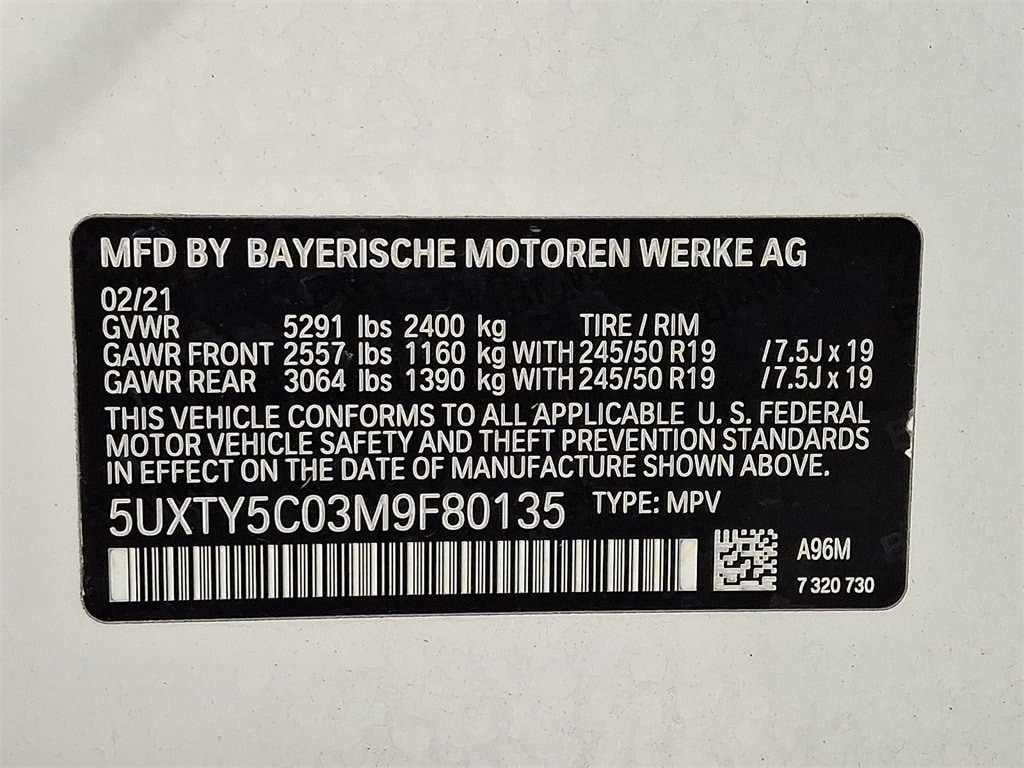 MFD BY BAYERISCHE MOTOREN WERKE AG
02/21
GVWR 5291 lbs 2400 kg TIRE / RIM
GAWR FRONT 2557 lbs 1160 kg WITH 245/50 R19 / 7.5J x 19
GAWR REAR 3064 lbs 1390 kg WITH 245/50 R19 / 7.5J x 19
THIS VEHICLE CONFORMS TO ALL APPLICABLE U. S. FEDERAL
MOTOR VEHICLE SAFETY AND THEFT PREVENTION STANDARDS
IN EFFECT ON THE DATE OF MANUFACTURE SHOWN ABOVE.
5UXTY5C03M9F80135 TYPE: MPV
A96M
7 320 730